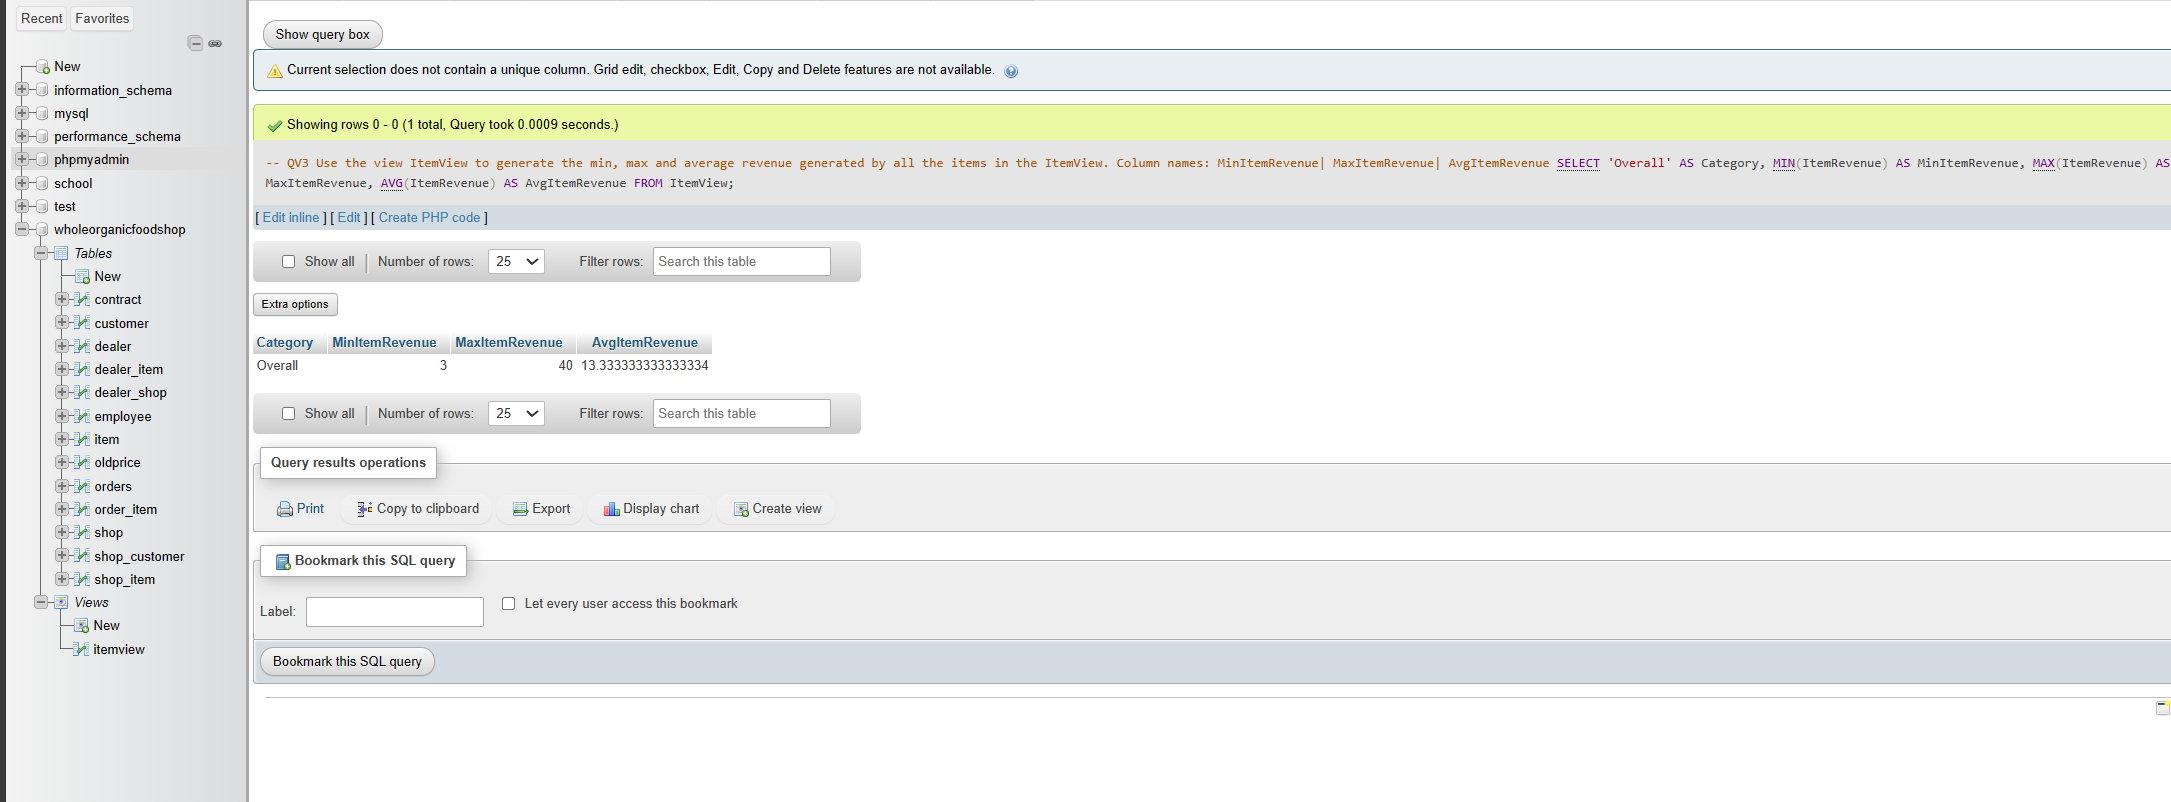 Recent Favorites
New
information_schema
mysql
performance_schema
phpmyadmin
school
test
wholeorganicfoodshop
Tables
New
contract
customer
dealer
dealer_item
dealer_shop
employee
item
oldprice
orders
order_item
shop
shop_customer
shop_item
Views
New
itemview
Show query box
Current selection does not contain a unique column. Grid edit, checkbox, Edit, Copy and Delete features are not available.
Showing rows 0 - 0 (1 total, Query took 0.0009 seconds.)
-- QV3 Use the view ItemView to generate the min, max and average revenue generated by all the items in the ItemView. Column names: MinItemRevenue| MaxItemRevenue| AvgItemRevenue SELECT 'Overall' AS Category, MIN(ItemRevenue) AS MinItemRevenue, MAX(ItemRevenue) AS
MaxItemRevenue, AVG(ItemRevenue) AS AvgItemRevenue FROM ItemView;
[ Edit inline ] [ Edit ] [ Create PHP code ]
Show all | Number of rows: 25 Filter rows: Search this table
Extra options
Category MinItemRevenue MaxItemRevenue AvgItemRevenue
Overall 3 40 13.333333333333334
Show all | Number of rows: 25 Filter rows: Search this table
Query results operations
Print Copy to clipboard Export Display chart Create view
Bookmark this SQL query
Label: Let every user access this bookmark
Bookmark this SQL query